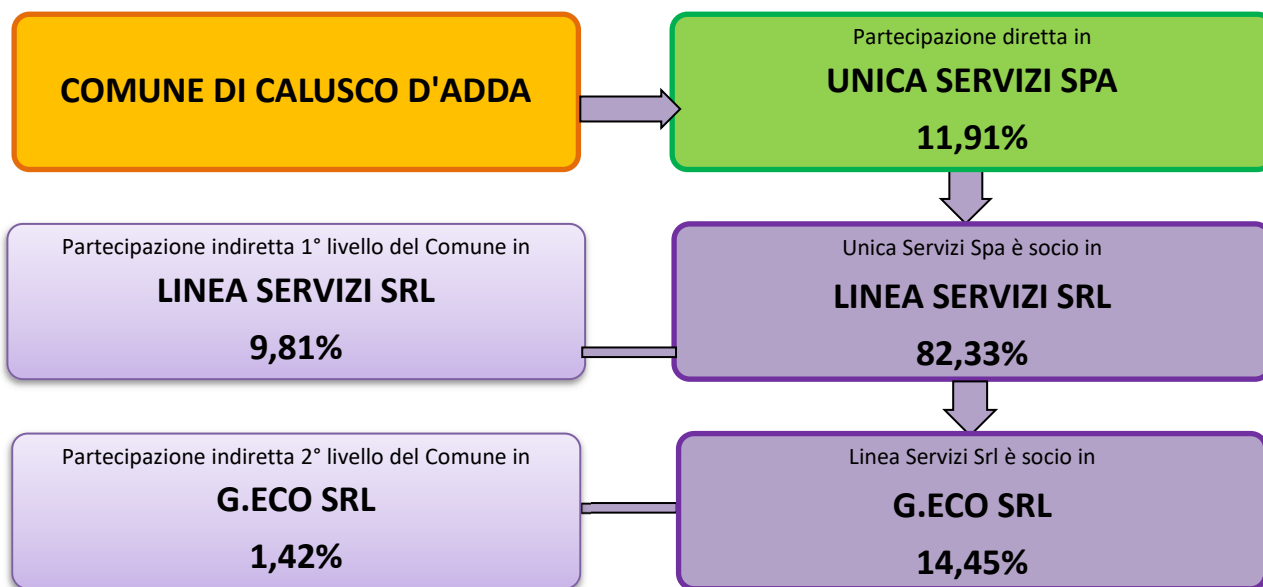 COMUNE DI CALUSCO D'ADDA
Partecipazione diretta in
UNICA SERVIZI SPA
11,91%
Partecipazione indiretta 1° livello del Comune in
LINEA SERVIZI SRL
9,81%
Unica Servizi Spa è socio in
LINEA SERVIZI SRL
82,33%
Partecipazione indiretta 2° livello del Comune in
G.ECO SRL
1,42%
Linea Servizi Srl è socio in
G.ECO SRL
14,45%